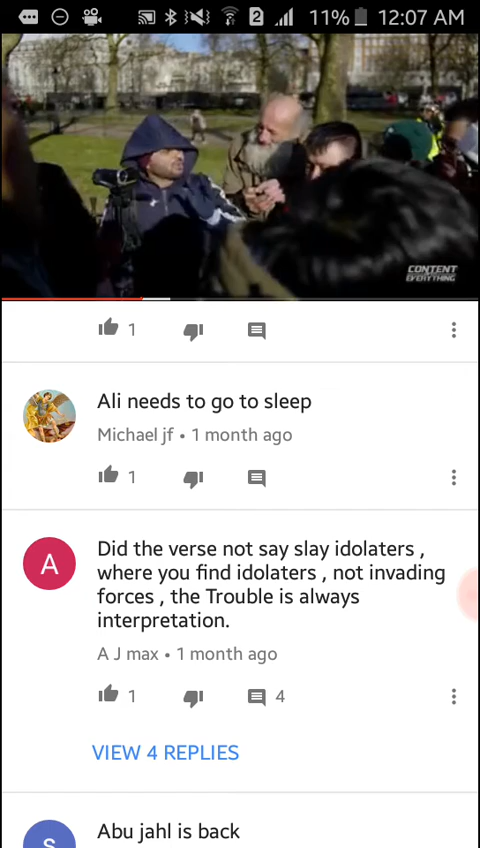 2
11%
12:07 AM
CONTENT
EVERYTHING
1
Ali needs to go to sleep
Michael jf • 1 month ago
1
A
Did the verse not say slay idolaters ,
where you find idolaters , not invading
forces , the Trouble is always
interpretation.
A J max • 1 month ago
1
4
VIEW 4 REPLIES
S
Abu jahl is back